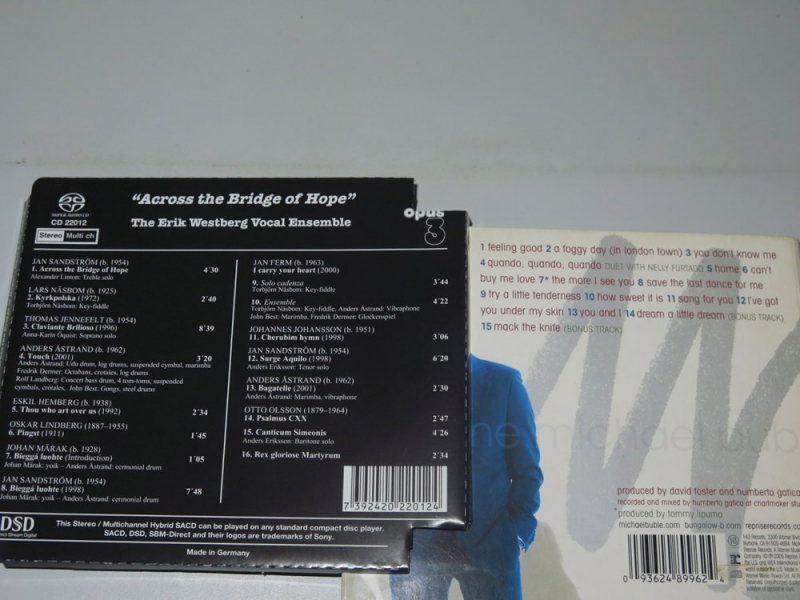 SUPER AUDIO CD
CD 22012
Stereo Multi ch
"Across the Bridge of Hope"
The Erik Westberg Vocal Ensemble
opus
3
JAN SANDSTRÖM (b. 1954)
1. Across the Bridge of Hope 4'30
Alexander Lintott: Treble solo
LARS NÄSBOM (b. 1925)
2. Kyrkpolska (1972) 2'40
Torbjörn Näsbom: Key-fiddle
THOMAS JENNEFELT (b. 1954)
3. Claviante Brilioso (1996) 8'39
Anna-Karin Öquist: Soprano solo
ANDERS ÅSTRAND (b. 1962)
4. Touch (2001) 3'20
Anders Åstrand: Udu drum, log drums, suspended cymbal, marimba
Fredrik Dermer: Octabans, crotales, log drums
Rolf Landberg: Concert bass drum, 4 tom-toms, suspended
cymbals, crotales, John Best: Gongs, steel drums
ESKIL HEMBERG (b. 1938)
5. Thou who art over us (1992) 2'34
OSKAR LINDBERG (1887–1955)
6. Pingst (1911) 1'45
JOHAN MÄRAK (b. 1928)
7. Bieggá luohte (Introduction) 1'05
Johan Märak: yoik – Anders Åstrand: cermonial drum
JAN SANDSTRÖM (b. 1954)
8. Bieggá luohte (1998) 7'48
Johan Märak: yoik – Anders Åstrand: cermonial drum
JAN FERM (b. 1963)
I carry your heart (2000)
9. Solo cadenza 3'44
Torbjörn Näsbom: Key-fiddle
10. Ensemble 4'22
Torbjörn Näsbom: Key-fiddle, Anders Åstrand: Vibraphone
John Best: Marimba, Fredrik Dermer: Glockenspiel
JOHANNES JOHANSSON (b. 1951)
11. Cherubim hymn (1998) 3'06
JAN SANDSTRÖM (b. 1954)
12. Surge Aquilo (1998) 6'20
Anders Eriksson: Tenor solo
ANDERS ÅSTRAND (b. 1962)
13. Bagatelle (2001) 2'30
Anders Åstrand: Marimba, vibraphone
OTTO OLSSON (1879–1964)
14. Psalmus CXX 2'47
15. Canticum Simeonis 4'26
Anders Eriksson: Baritone solo
16. Rex gloriose Martyrum 2'34
7 392420 220124
DSD
Direct Stream Digital
This Stereo / Multichannel Hybrid SACD can be played on any standard compact disc player.
SACD, DSD, SBM-Direct and their logos are trademarks of Sony.
Made in Germany
1 feeling good 2 a foggy day (in london town) 3 you don't know me
4 quando, quando, quando DUET WITH NELLY FURTADO 5 home 6 can't
buy me love 7* the more I see you 8 save the last dance for me
9 try a little tenderness 10 how sweet it is 11 song for you 12 I've got
you under my skin 13 you and I 14 dream a little dream (BONUS TRACK)
15 mack the knife (BONUS TRACK)
michael bub
produced by david foster and humberto gatica
recorded and mixed by humberto gatica at chartmaker stu
* produced by tommy lipuma
michaelbuble.com bungalow-b.com repriserecords.co
0 93624 89962 4